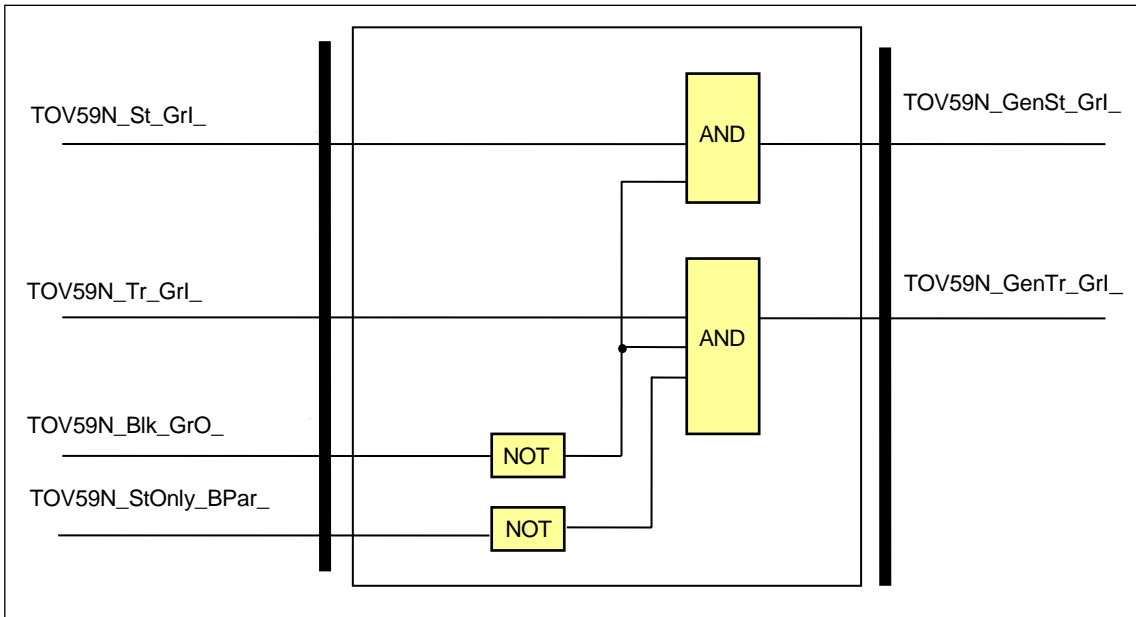 TOV59N_St_GrI_
AND
TOV59N_GenSt_GrI_
TOV59N_Tr_GrI_
AND
TOV59N_GenTr_GrI_
TOV59N_Blk_GrO_
NOT
TOV59N_StOnly_BPar_
NOT